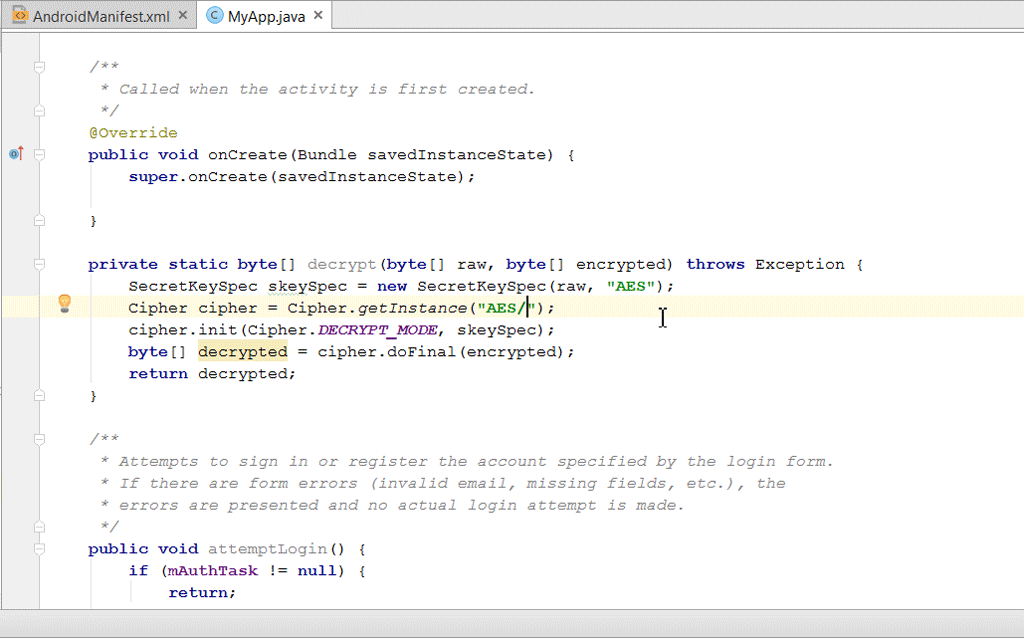 AndroidManifest.xml
MyApp.java
/**
* Called when the activity is first created.
*/
@Override
public void onCreate(Bundle savedInstanceState) {
super.onCreate(savedInstanceState);
}
private static byte[] decrypt(byte[] raw, byte[] encrypted) throws Exception {
SecretKeySpec skeySpec = new SecretKeySpec(raw, "AES");
Cipher cipher = Cipher.getInstance("AES/");
cipher.init(Cipher.DECRYPT_MODE, skeySpec);
byte[] decrypted = cipher.doFinal(encrypted);
return decrypted;
}
/**
* Attempts to sign in or register the account specified by the login form.
* If there are form errors (invalid email, missing fields, etc.), the
* errors are presented and no actual login attempt is made.
*/
public void attemptLogin() {
if (mAuthTask != null) {
return;